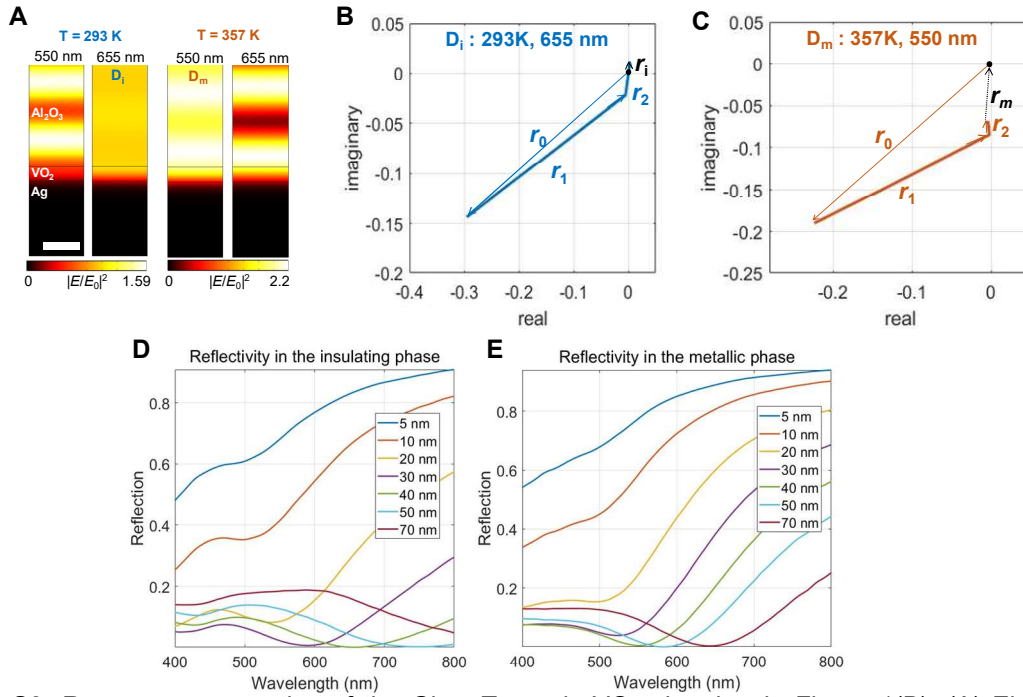 A
T = 293 K
T = 357 K
550 nm
655 nm
550 nm
655 nm
Di
Dm
Al2O3
VO2
Ag
0 |E/E0|² 1.59
0 |E/E0|² 2.2
B
Di : 293K, 655 nm
ri
r2
r0
r1
0
-0.05
-0.1
-0.15
-0.2
imaginary
-0.4 -0.3 -0.2 -0.1 0
real
C
Dm : 357K, 550 nm
rm
r2
r0
r1
0.05
0
-0.05
-0.1
-0.15
-0.2
-0.25
imaginary
-0.2 -0.1 0
real
D
Reflectivity in the insulating phase
0.8
0.6
0.4
0.2
Reflection
5 nm
10 nm
20 nm
30 nm
40 nm
50 nm
70 nm
400 500 600 700 800
Wavelength (nm)
E
Reflectivity in the metallic phase
0.8
0.6
0.4
0.2
Reflection
5 nm
10 nm
20 nm
30 nm
40 nm
50 nm
70 nm
400 500 600 700 800
Wavelength (nm)